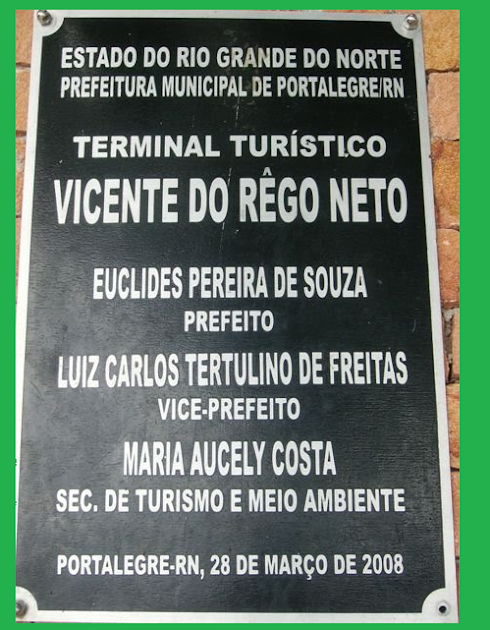 ESTADO DO RIO GRANDE DO NORTE
PREFEITURA MUNICIPAL DE PORTALEGRE/RN
TERMINAL TURÍSTICO
VICENTE DO RÊGO NETO
EUCLIDES PEREIRA DE SOUZA
PREFEITO
LUIZ CARLOS TERTULINO DE FREITAS
VICE-PREFEITO
MARIA AUCELY COSTA
SEC. DE TURISMO E MEIO AMBIENTE
PORTALEGRE-RN, 28 DE MARÇO DE 2008